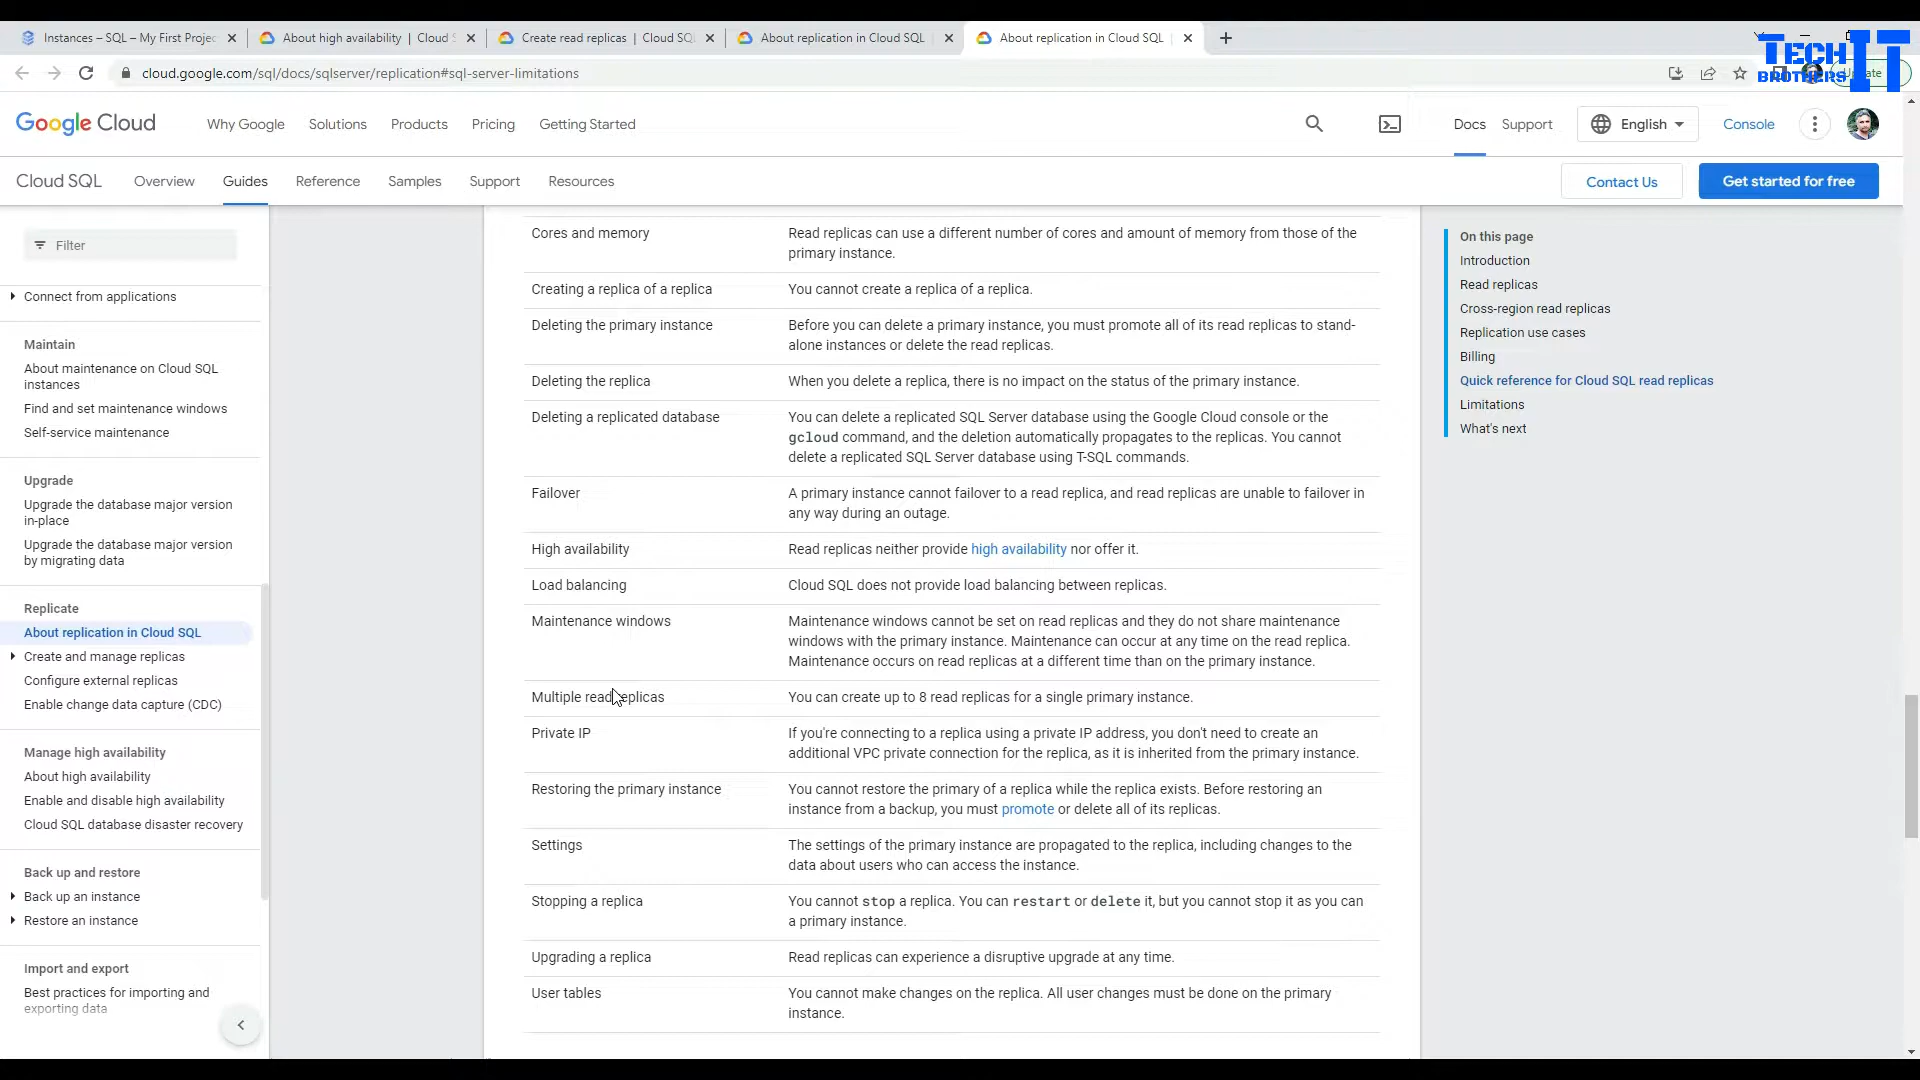 Instances – SQL – My First Projec
About high availability | Cloud S
Create read replicas | Cloud SQL
About replication in Cloud SQL
About replication in Cloud SQL
TECH IT
BROTHERS
cloud.google.com/sql/docs/sqlserver/replication#sql-server-limitations
Google Cloud
Why Google
Solutions
Products
Pricing
Getting Started
Docs
Support
English
Console
Cloud SQL
Overview
Guides
Reference
Samples
Support
Resources
Contact Us
Get started for free
Filter
Connect from applications
Maintain
About maintenance on Cloud SQL
instances
Find and set maintenance windows
Self-service maintenance
Upgrade
Upgrade the database major version
in-place
Upgrade the database major version
by migrating data
Replicate
About replication in Cloud SQL
Create and manage replicas
Configure external replicas
Enable change data capture (CDC)
Manage high availability
About high availability
Enable and disable high availability
Cloud SQL database disaster recovery
Back up and restore
Back up an instance
Restore an instance
Import and export
Best practices for importing and
exporting data
Cores and memory
Read replicas can use a different number of cores and amount of memory from those of the
primary instance.
Creating a replica of a replica
You cannot create a replica of a replica.
Deleting the primary instance
Before you can delete a primary instance, you must promote all of its read replicas to stand-
alone instances or delete the read replicas.
Deleting the replica
When you delete a replica, there is no impact on the status of the primary instance.
Deleting a replicated database
You can delete a replicated SQL Server database using the Google Cloud console or the
gcloud command, and the deletion automatically propagates to the replicas. You cannot
delete a replicated SQL Server database using T-SQL commands.
Failover
A primary instance cannot failover to a read replica, and read replicas are unable to failover in
any way during an outage.
High availability
Read replicas neither provide high availability nor offer it.
Load balancing
Cloud SQL does not provide load balancing between replicas.
Maintenance windows
Maintenance windows cannot be set on read replicas and they do not share maintenance
windows with the primary instance. Maintenance can occur at any time on the read replica.
Maintenance occurs on read replicas at a different time than on the primary instance.
Multiple read replicas
You can create up to 8 read replicas for a single primary instance.
Private IP
If you're connecting to a replica using a private IP address, you don't need to create an
additional VPC private connection for the replica, as it is inherited from the primary instance.
Restoring the primary instance
You cannot restore the primary of a replica while the replica exists. Before restoring an
instance from a backup, you must promote or delete all of its replicas.
Settings
The settings of the primary instance are propagated to the replica, including changes to the
data about users who can access the instance.
Stopping a replica
You cannot stop a replica. You can restart or delete it, but you cannot stop it as you can
a primary instance.
Upgrading a replica
Read replicas can experience a disruptive upgrade at any time.
User tables
You cannot make changes on the replica. All user changes must be done on the primary
instance.
On this page
Introduction
Read replicas
Cross-region read replicas
Replication use cases
Billing
Quick reference for Cloud SQL read replicas
Limitations
What's next